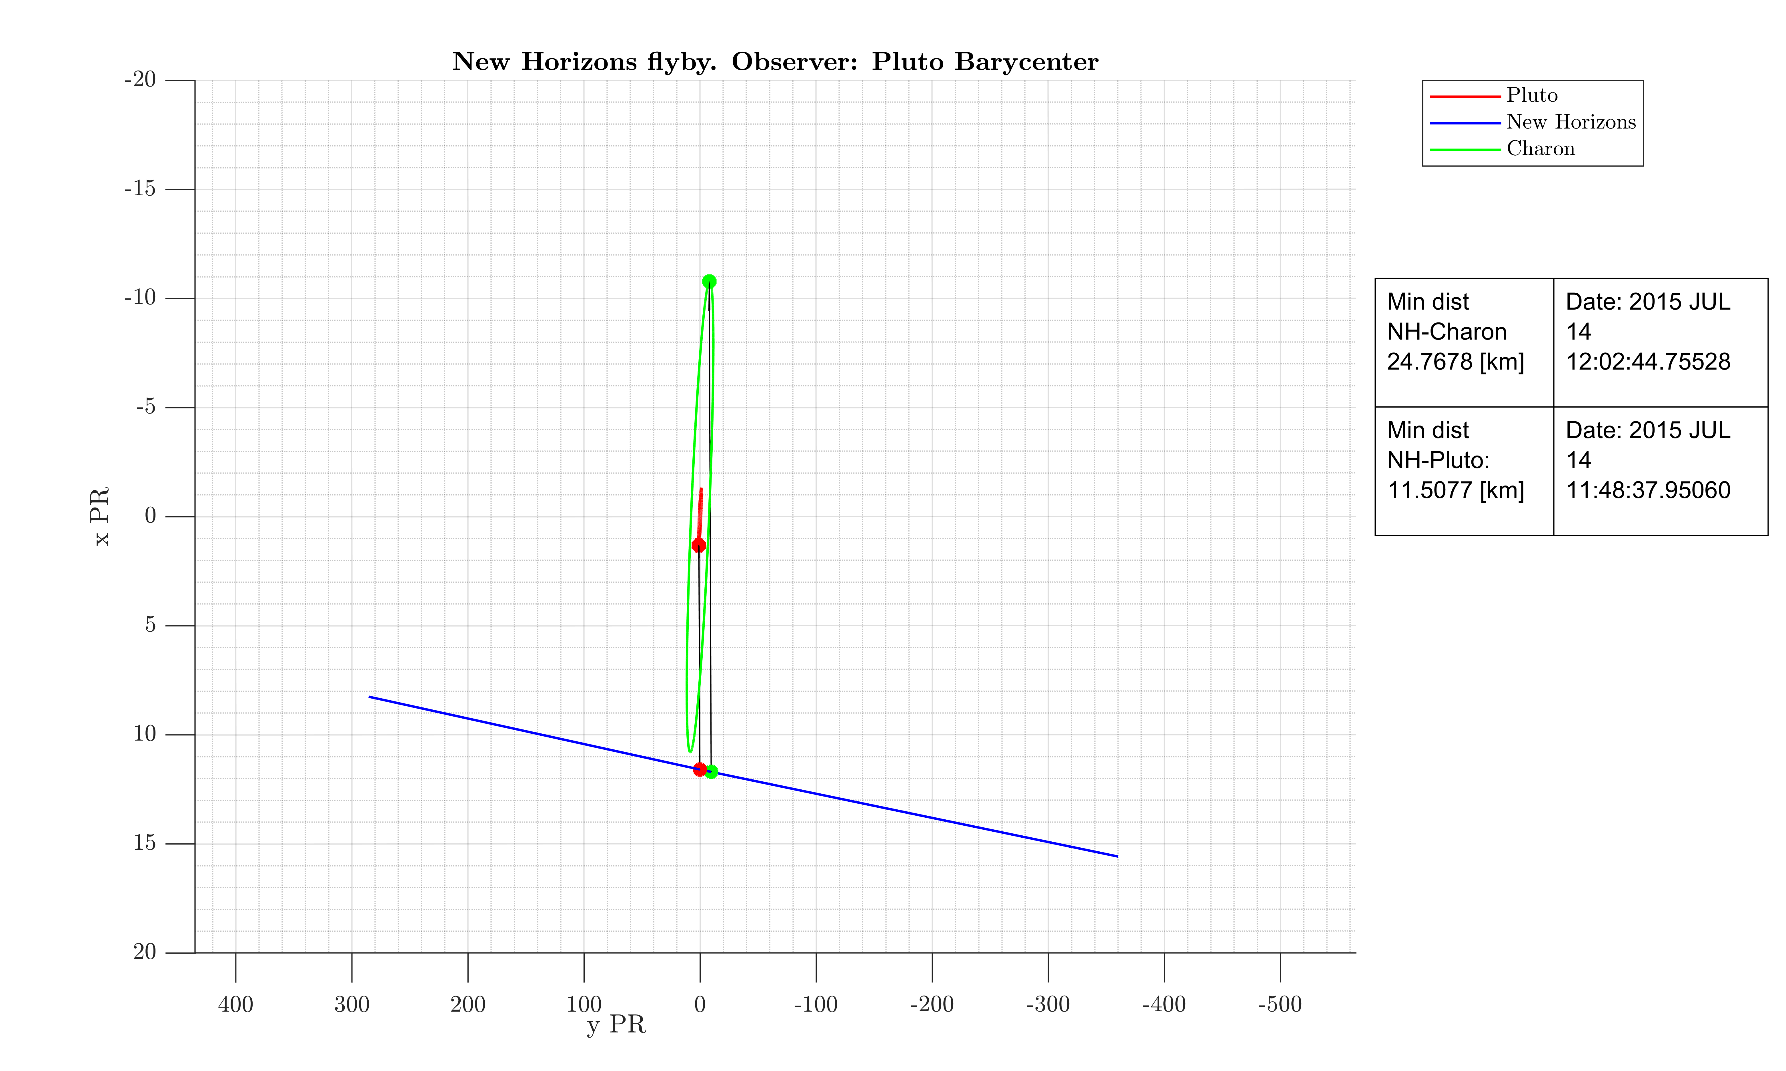 New Horizons flyby. Observer: Pluto Barycenter
-20
-15
-10
-5
0
5
10
15
20
x PR
400
300
200
100
0
-100
-200
-300
-400
-500
y PR
Pluto
New Horizons
Charon
Min dist
NH-Charon
24.7678 [km]
Date: 2015 JUL
14
12:02:44.75528
Min dist
NH-Pluto:
11.5077 [km]
Date: 2015 JUL
14
11:48:37.95060